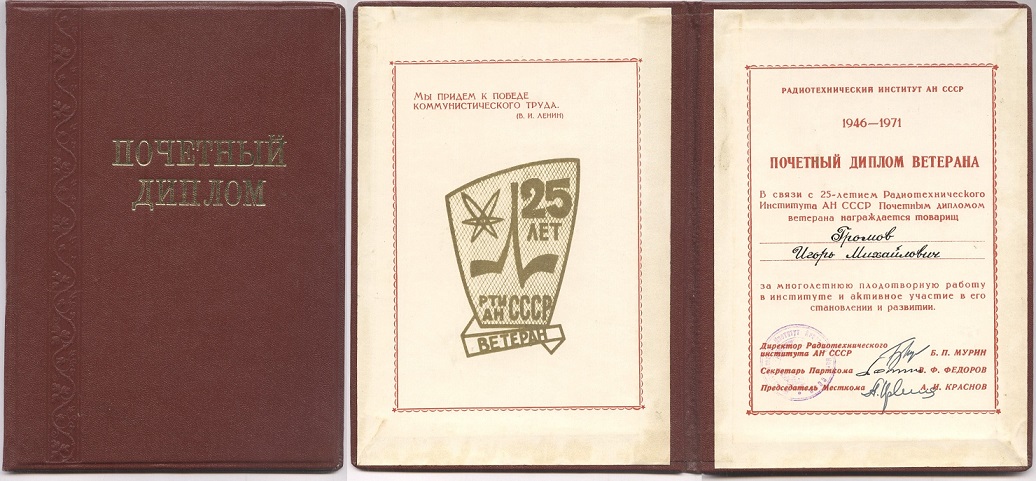 ПОЧЕТНЫЙ
ДИПЛОМ
Мы придем к победе
коммунистического труда.
(В. И. ЛЕНИН)
25
ЛЕТ
РТИ
АН СССР
ВЕТЕРАН
РАДИОТЕХНИЧЕСКИЙ ИНСТИТУТ АН СССР
1946—1971
ПОЧЕТНЫЙ ДИПЛОМ ВЕТЕРАНА
В связи с 25-летием Радиотехнического
Института АН СССР Почетным дипломом
ветерана награждается товарищ
Громов
Игорь Михайлович
за многолетнюю плодотворную работу
в институте и активное участие в его
становлении и развитии.
Директор Радиотехнического
института АН СССР Б. П. МУРИН
Секретарь Парткома В. Ф. ФЕДОРОВ
Председатель Месткома А. И. КРАСНОВ